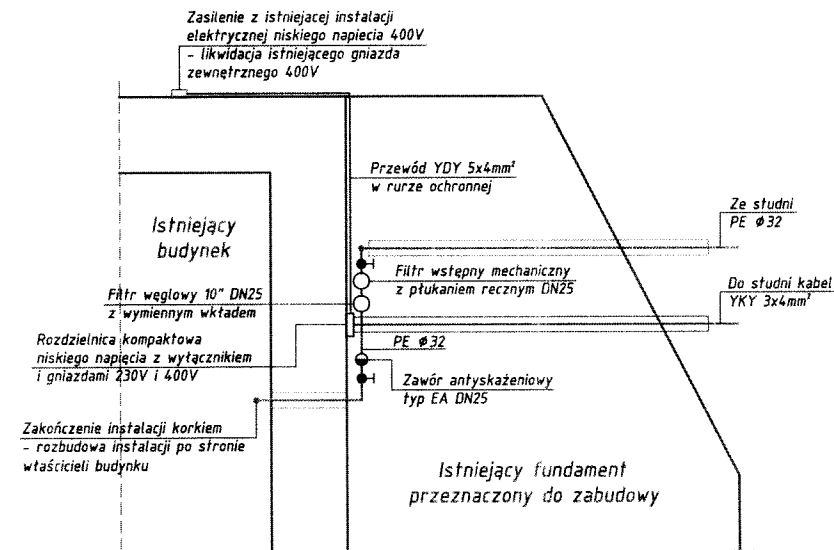 Zasilenie z istniejacej instalacji
elektrycznej niskiego napiecia 400V
- likwidacja istniejącego gniazda
zewnętrznego 400V
Przewód YDY 5x4mm²
w rurze ochronnej
Istniejący
budynek
Ze studni
PE ϕ32
Filtr wstępny mechaniczny
z płukaniem recznym DN25
Do studni kabel
YKY 3x4mm²
Filtr węglowy 10" DN25
z wymiennym wkładem
Rozdzielnica kompaktowa
niskiego napięcia z wyłącznikiem
i gniazdami 230V i 400V
PE ϕ32
Zawór antyskażeniowy
typ EA DN25
Zakończenie instalacji korkiem
- rozbudowa instalacji po stronie
właścicieli budynku
Istniejący fundament
przeznaczony do zabudowy